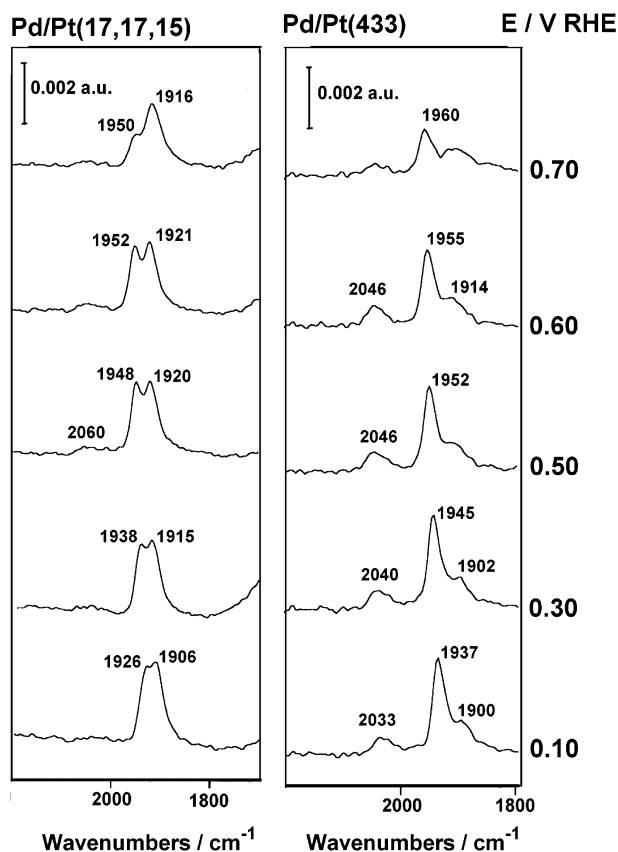 Pd/Pt(17,17,15) Pd/Pt(433) E / V RHE
0.002 a.u. 0.002 a.u.
1950 1916 1960
0.70
1952 1921 1955
2046 1914
0.60
1948 1920 1952
2060 2046
0.50
1938 1915 1945
2040 1902
0.30
1926 1906 1937
2033 1900
0.10
2000 1800 2000 1800
Wavenumbers / cm-1 Wavenumbers / cm-1